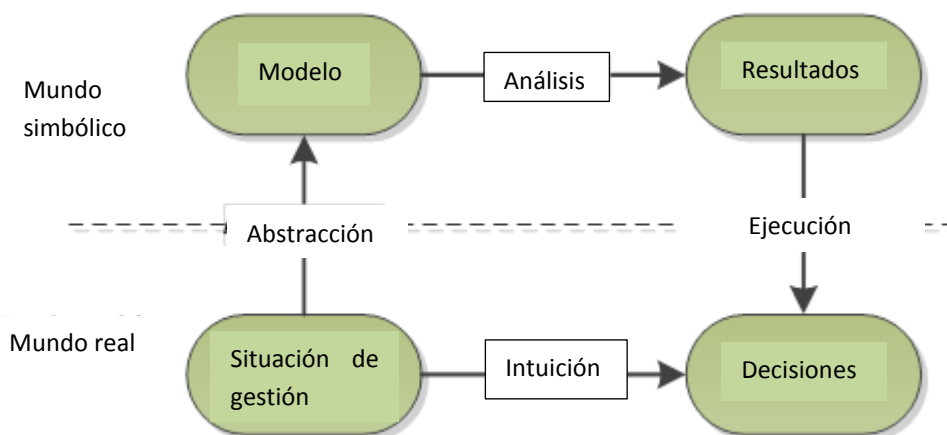 Modelo
Análisis
Resultados
Mundo
simbólico
Abstracción
Ejecución
Mundo real
Situación de
gestión
Intuición
Decisiones